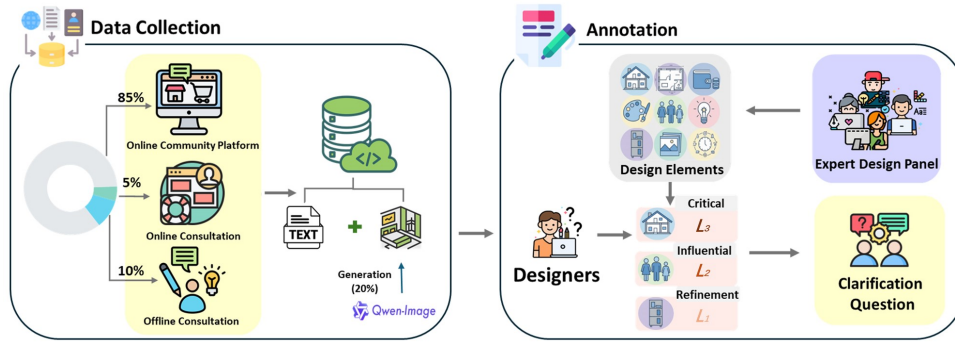 Data Collection
85%
Online Community Platform
5%
Online Consultation
10%
Offline Consultation
</>
TEXT
Generation
(20%)
Qwen-Image
Annotation
Design Elements
Aa
Expert Design Panel
Designers
Critical
L3
Influential
L2
Refinement
L1
Clarification
Question